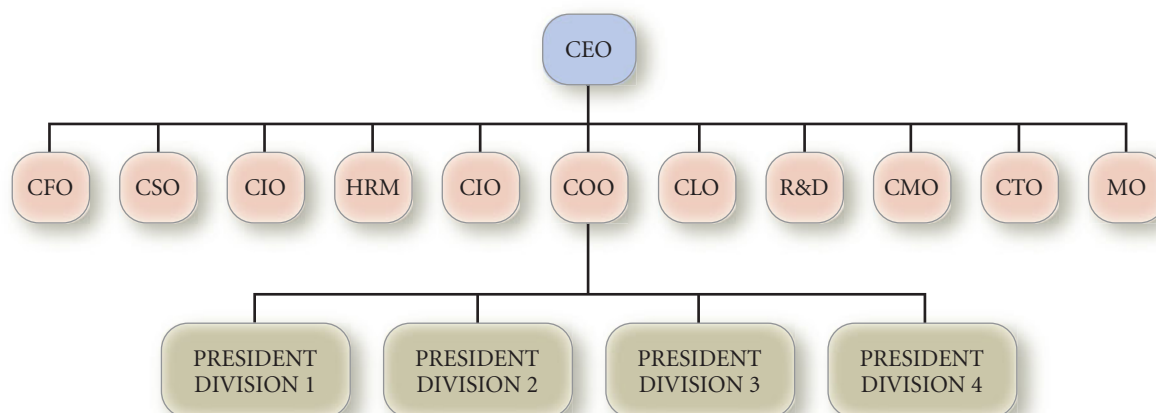 CEO
CFO
CSO
CIO
HRM
CIO
COO
CLO
R&D
CMO
CTO
MO
PRESIDENT
DIVISION 1
PRESIDENT
DIVISION 2
PRESIDENT
DIVISION 3
PRESIDENT
DIVISION 4